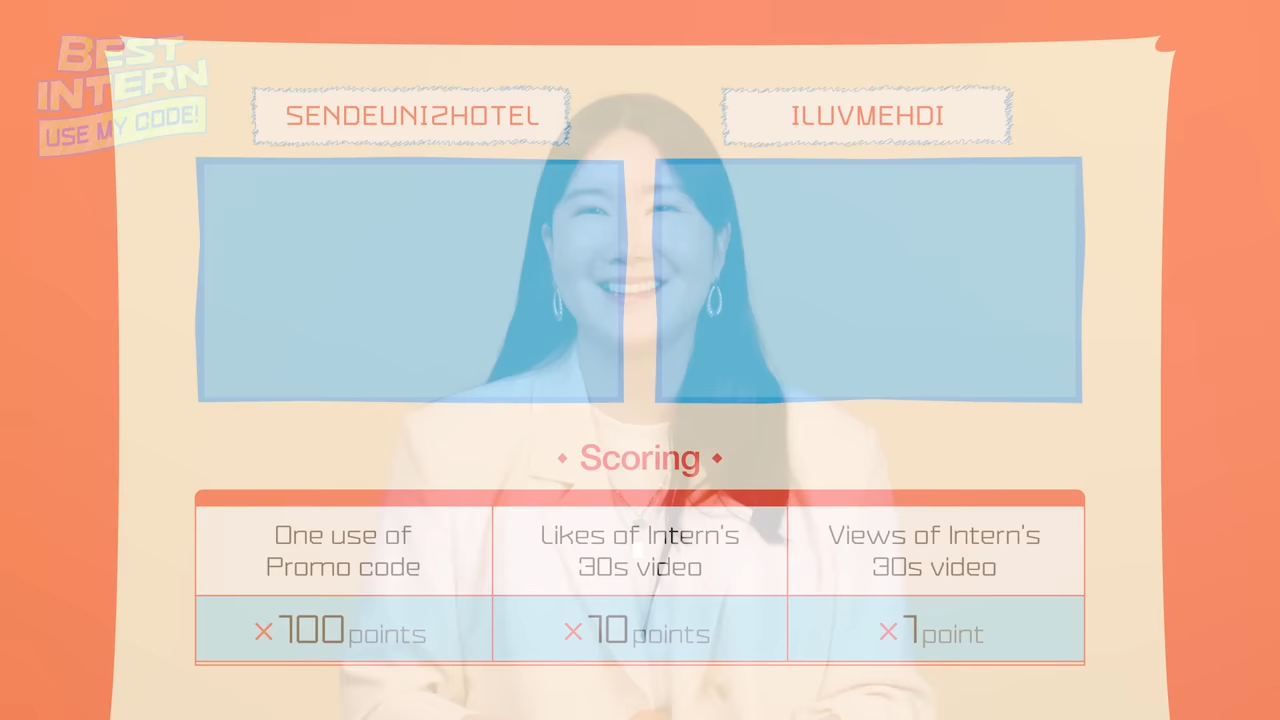 BEST
INTERN
USE MY CODE!
SENDEUNI2HOTEL
ILUVMEHDI
Scoring
One use of
Promo code
Likes of Intern's
30s video
Views of Intern's
30s video
×100points
×10points
×1point